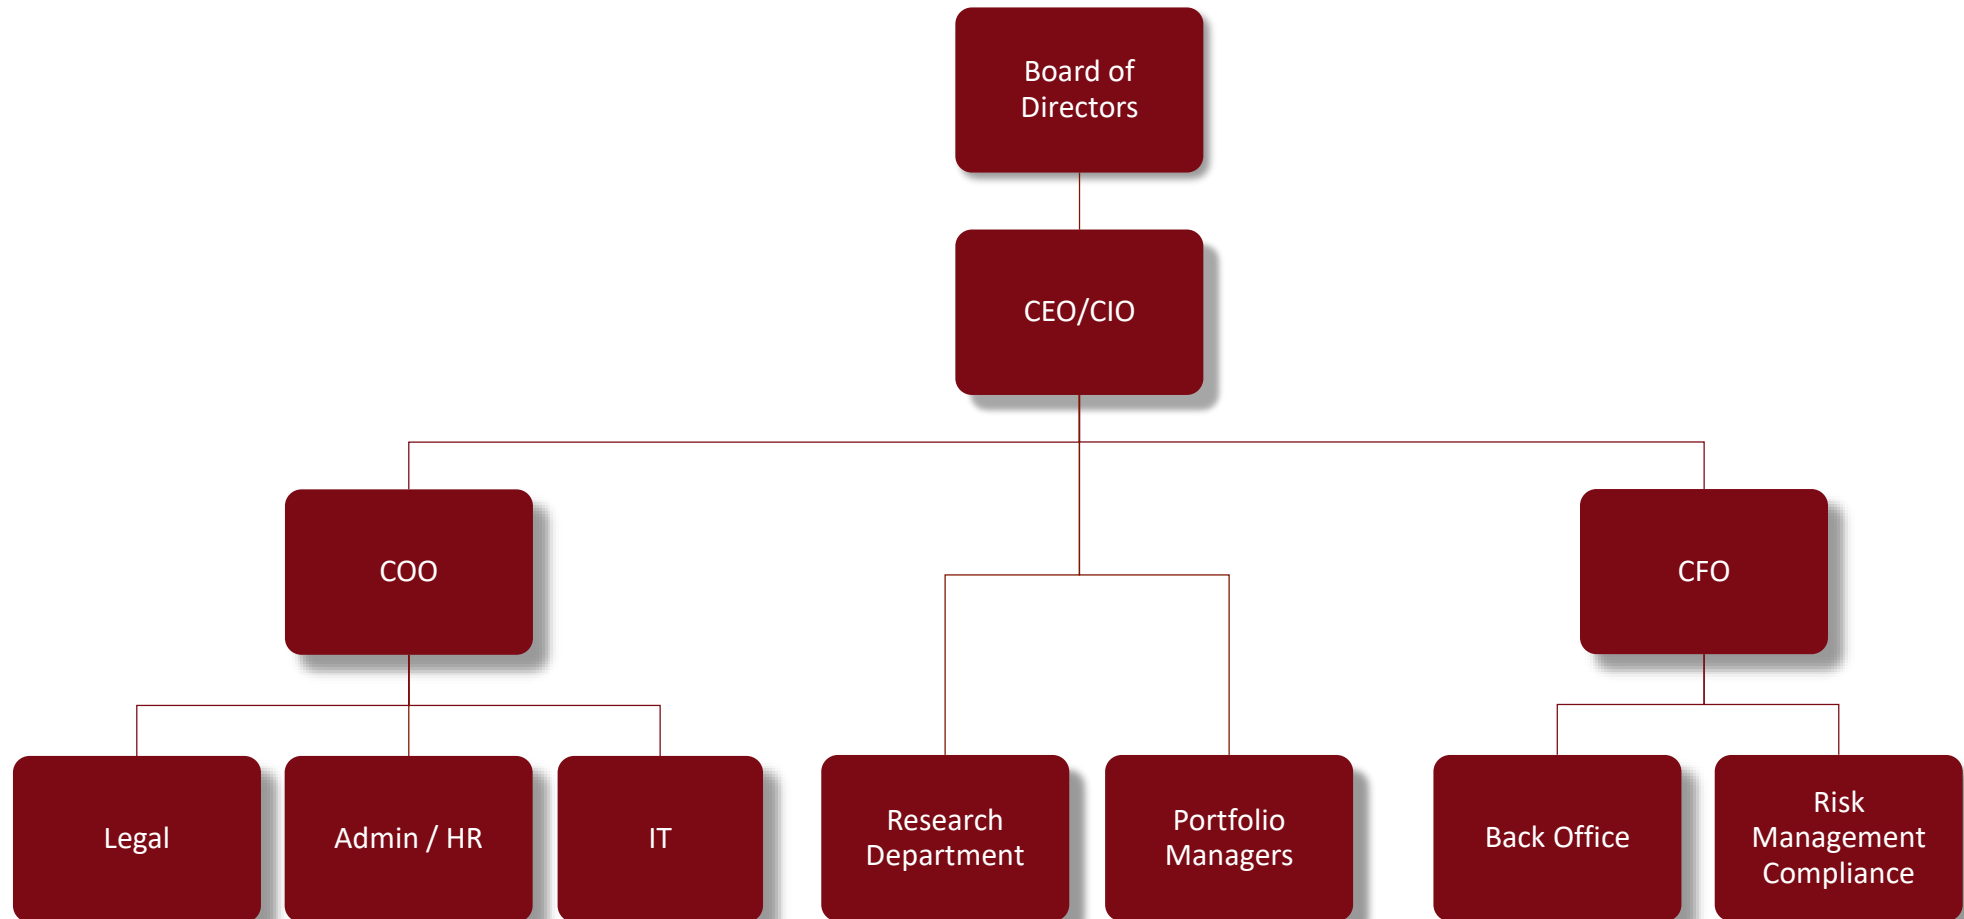 Board of
Directors
CEO/CIO
COO
CFO
Legal
Admin / HR
IT
Research
Department
Portfolio
Managers
Back Office
Risk
Management
Compliance